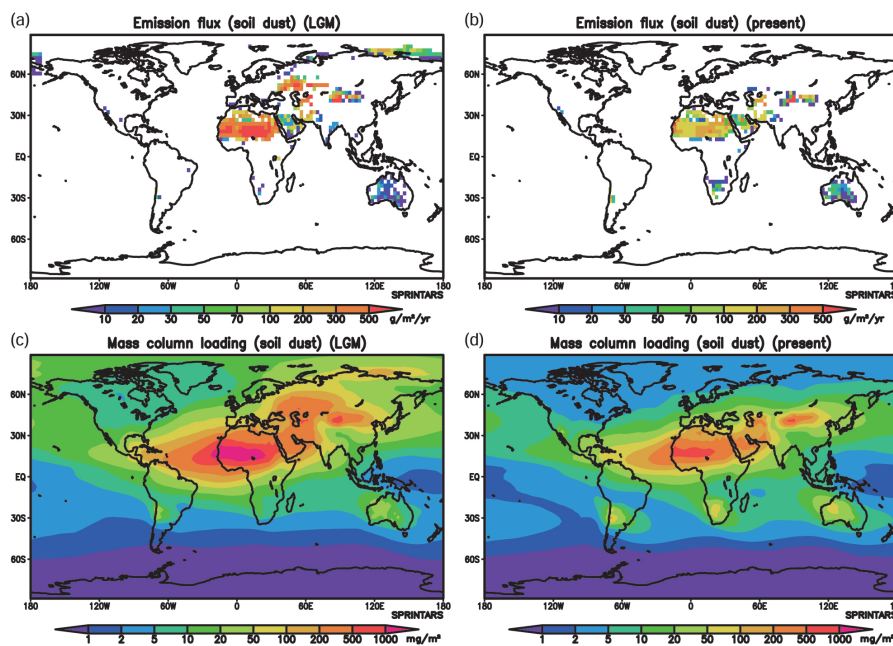 (a) Emission flux (soil dust) (LGM)
60N
30N
EQ
30S
60S
180 120W 60W 0 60E 120E 180
SPRINTARS
10 20 30 50 70 100 200 300 500 g/m²/yr
(b) Emission flux (soil dust) (present)
60N
30N
EQ
30S
60S
180 120W 60W 0 60E 120E 180
SPRINTARS
10 20 30 50 70 100 200 300 500 g/m²/yr
(c) Mass column loading (soil dust) (LGM)
60N
30N
EQ
30S
60S
180 120W 60W 0 60E 120E 180
SPRINTARS
1 2 5 10 20 50 100 200 500 1000 mg/m²
(d) Mass column loading (soil dust) (present)
60N
30N
EQ
30S
60S
180 120W 60W 0 60E 120E 180
SPRINTARS
1 2 5 10 20 50 100 200 500 1000 mg/m²